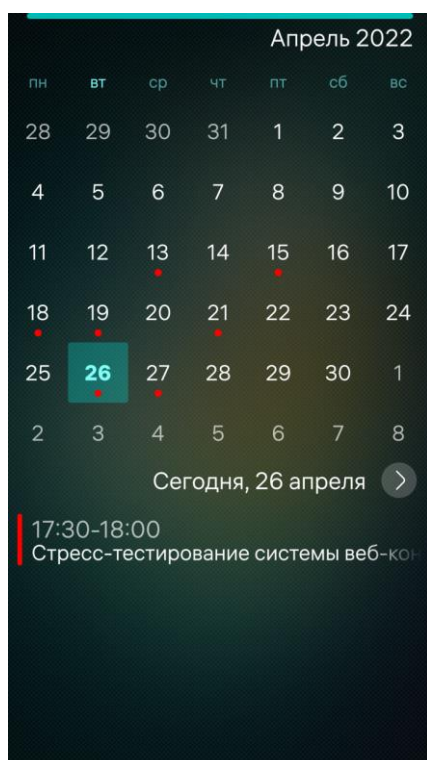 Апрель 2022
пн вт ср чт пт сб вс
28 29 30 31 1 2 3
4 5 6 7 8 9 10
11 12 13 14 15 16 17
18 19 20 21 22 23 24
25 26 27 28 29 30 1
2 3 4 5 6 7 8
Сегодня, 26 апреля
17:30-18:00
Стресс-тестирование системы веб-кон